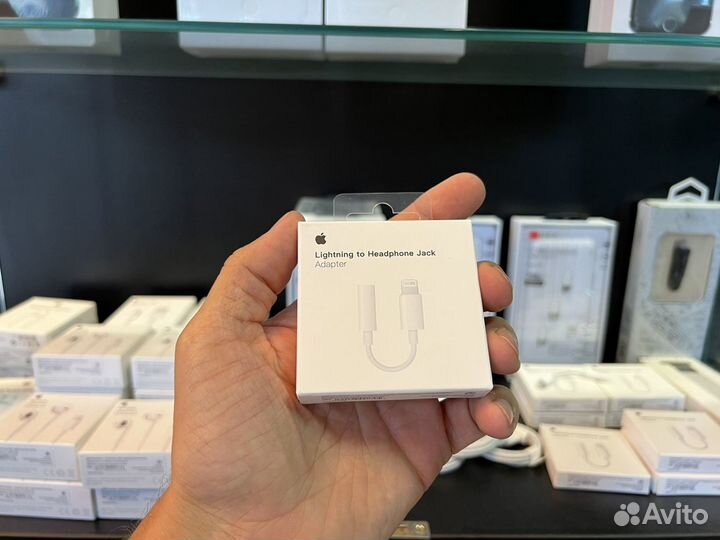 Lightning to Headphone Jack
Adapter
Avito